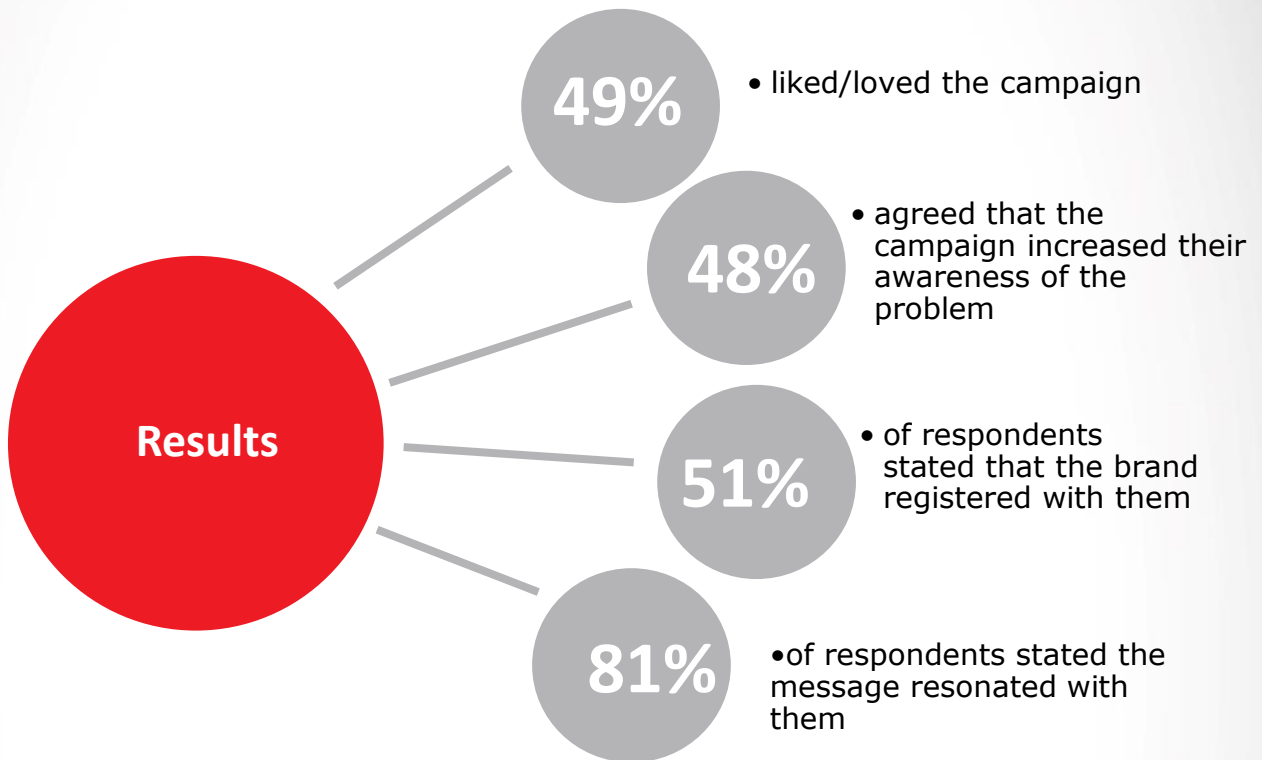 49%
• liked/loved the campaign
48%
• agreed that the
campaign increased their
awareness of the
problem
Results
51%
• of respondents
stated that the brand
registered with them
81%
•of respondents stated the
message resonated with
them